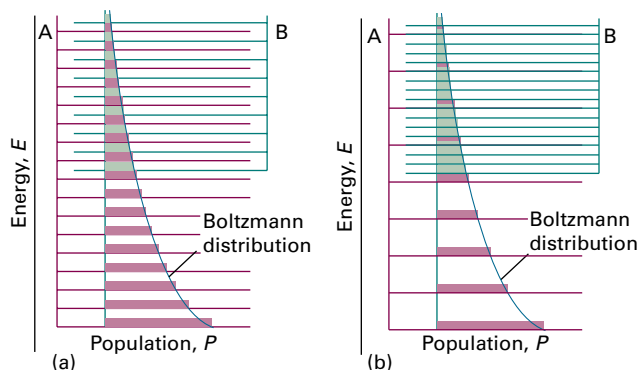 A
B
Energy, E
Boltzmann
distribution
Population, P
(a)
A
B
Energy, E
Boltzmann
distribution
Population, P
(b)